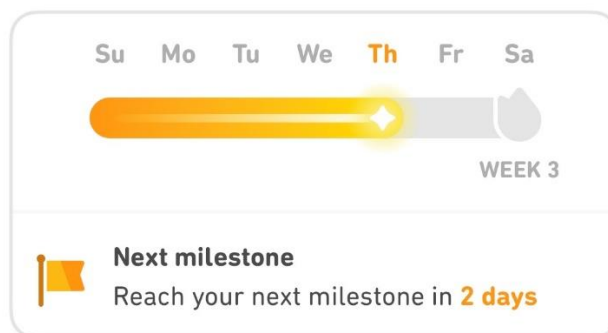 Su Mo Tu We Th Fr Sa
WEEK 3
Next milestone
Reach your next milestone in 2 days